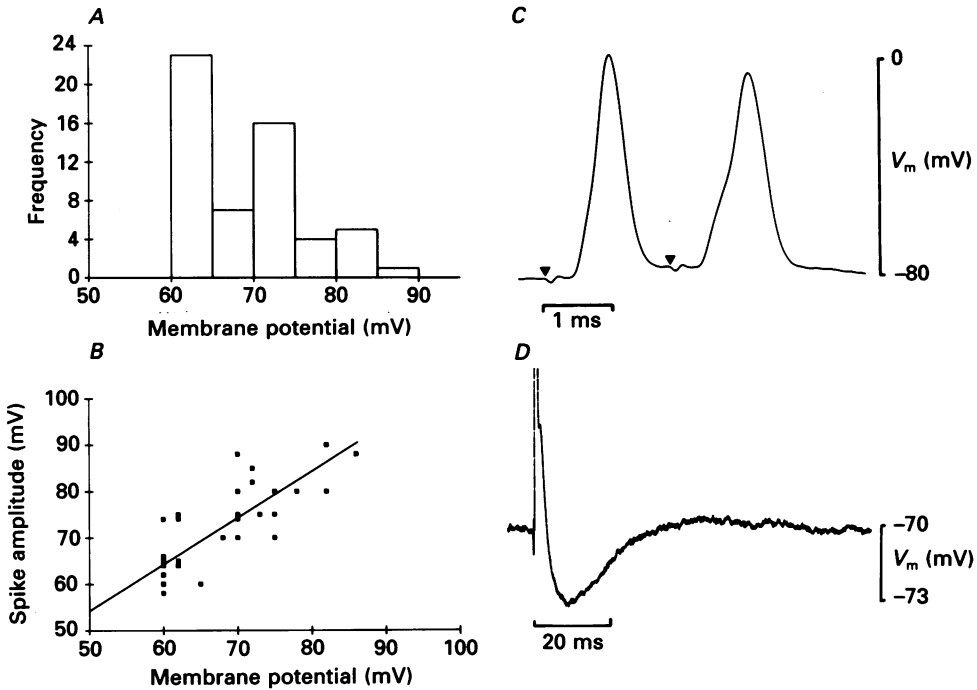 A
24
20
16
12
8
4
0
Frequency
50
60
70
80
90
Membrane potential (mV)
B
100
90
80
70
60
50
Spike amplitude (mV)
50
60
70
80
90
100
Membrane potential (mV)
C
0
Vm (mV)
–80
1 ms
D
–70
Vm (mV)
–73
20 ms